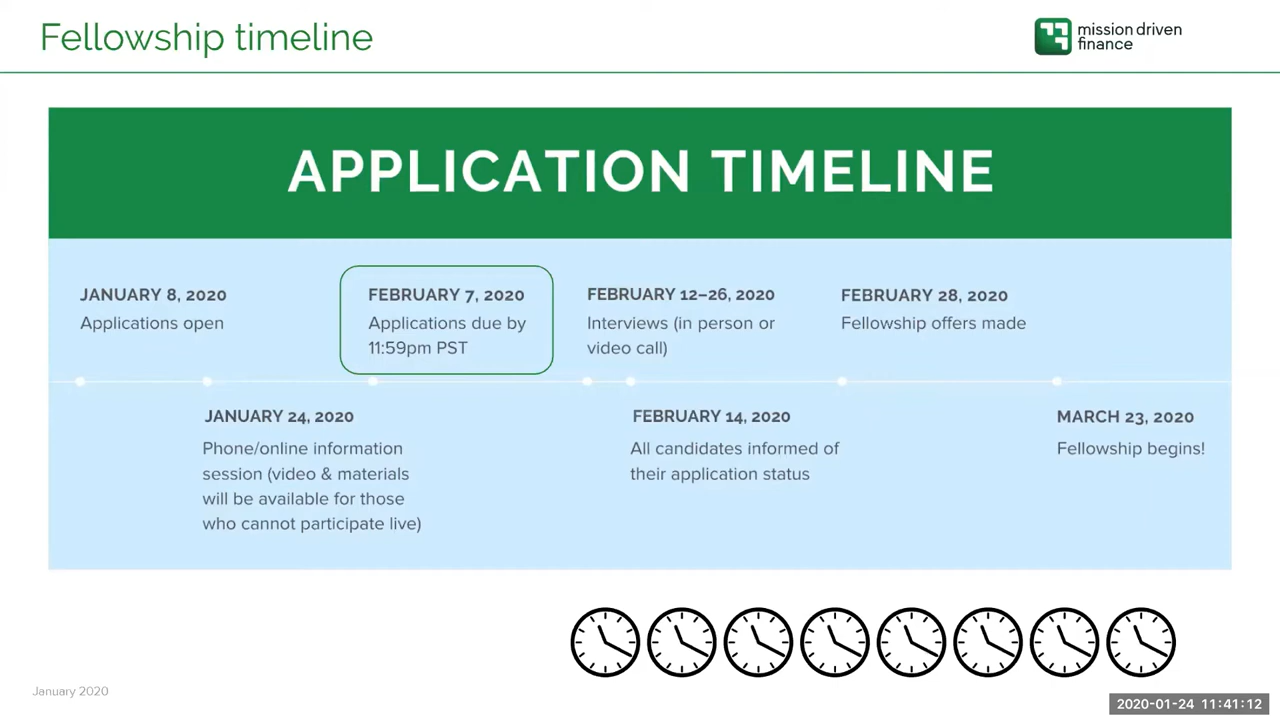 Fellowship timeline
mission driven
finance
APPLICATION TIMELINE
JANUARY 8, 2020
Applications open
FEBRUARY 7, 2020
Applications due by
11:59pm PST
FEBRUARY 12–26, 2020
Interviews (in person or
video call)
FEBRUARY 28, 2020
Fellowship offers made
JANUARY 24, 2020
Phone/online information
session (video & materials
will be available for those
who cannot participate live)
FEBRUARY 14, 2020
All candidates informed of
their application status
MARCH 23, 2020
Fellowship begins!
January 2020
2020-01-24 11:41:12